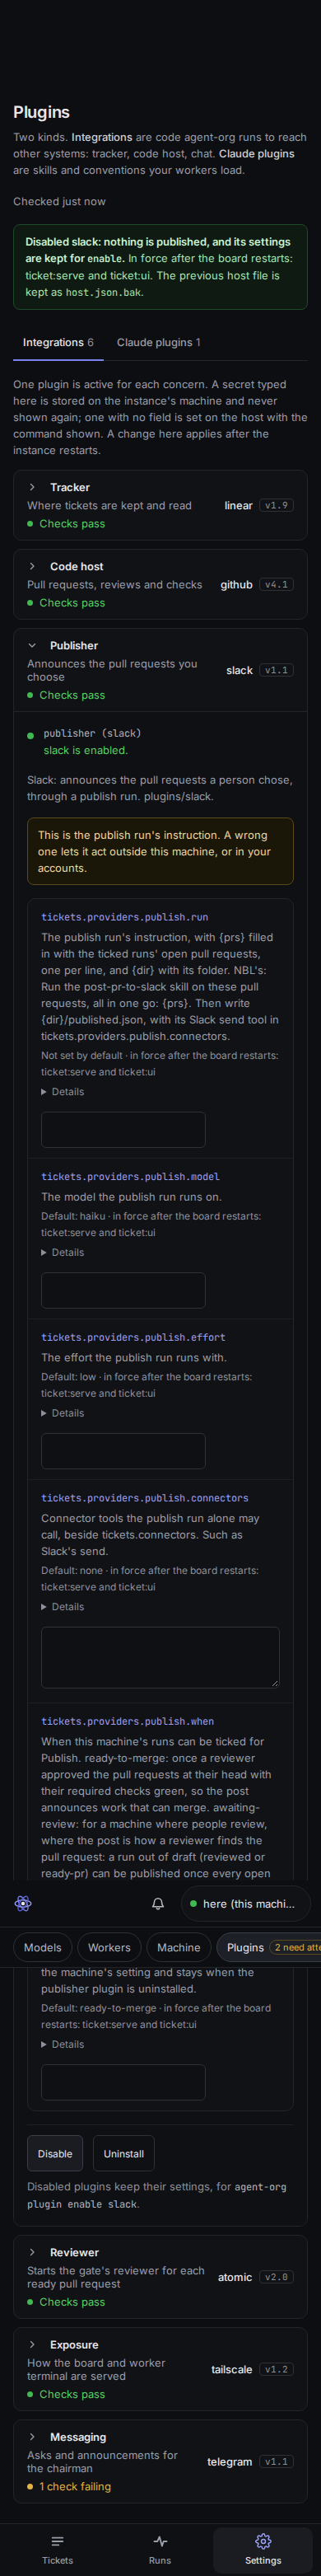 Plugins
Two kinds. Integrations are code agent-org runs to reach
other systems: tracker, code host, chat. Claude plugins
are skills and conventions your workers load.
Checked just now
Disabled slack: nothing is published, and its settings
are kept for enable. In force after the board restarts:
ticket:serve and ticket:ui. The previous host file is
kept as host.json.bak.
Integrations 6
Claude plugins 1
One plugin is active for each concern. A secret typed
here is stored on the instance's machine and never
shown again; one with no field is set on the host with the
command shown. A change here applies after the
instance restarts.
Tracker
Where tickets are kept and read
linear v1.9
Checks pass
Code host
Pull requests, reviews and checks
github v4.1
Checks pass
Publisher
Announces the pull requests you
choose
slack v1.1
Checks pass
publisher (slack)
slack is enabled.
Slack: announces the pull requests a person chose,
through a publish run. plugins/slack.
This is the publish run's instruction. A wrong
one lets it act outside this machine, or in your
accounts.
tickets.providers.publish.run
The publish run's instruction, with {prs} filled
in with the ticked runs' open pull requests,
one per line, and {dir} with its folder. NBL's:
Run the post-pr-to-slack skill on these pull
requests, all in one go: {prs}. Then write
{dir}/published.json, with its Slack send tool in
tickets.providers.publish.connectors.
Not set by default · in force after the board restarts:
ticket:serve and ticket:ui
Details
tickets.providers.publish.model
The model the publish run runs on.
Default: haiku · in force after the board restarts:
ticket:serve and ticket:ui
Details
tickets.providers.publish.effort
The effort the publish run runs with.
Default: low · in force after the board restarts:
ticket:serve and ticket:ui
Details
tickets.providers.publish.connectors
Connector tools the publish run alone may
call, beside tickets.connectors. Such as
Slack's send.
Default: none · in force after the board restarts:
ticket:serve and ticket:ui
Details
tickets.providers.publish.when
When this machine's runs can be ticked for
Publish. ready-to-merge: once a reviewer
approved the pull requests at their head with
their required checks green, so the post
announces work that can merge. awaiting-
review: for a machine where people review,
where the post is how a reviewer finds the
pull request: a run out of draft (reviewed or
ready-pr) can be published once every open
here (this machi...
Models
Workers
Machine
Plugins 2 need atte
the machine's setting and stays when the
publisher plugin is uninstalled.
Default: ready-to-merge · in force after the board
restarts: ticket:serve and ticket:ui
Details
Disable
Uninstall
Disabled plugins keep their settings, for agent-org
plugin enable slack.
Reviewer
Starts the gate's reviewer for each
ready pull request
atomic v2.0
Checks pass
Exposure
How the board and worker
terminal are served
tailscale v1.2
Checks pass
Messaging
Asks and announcements for
the chairman
telegram v1.1
1 check failing
Tickets
Runs
Settings